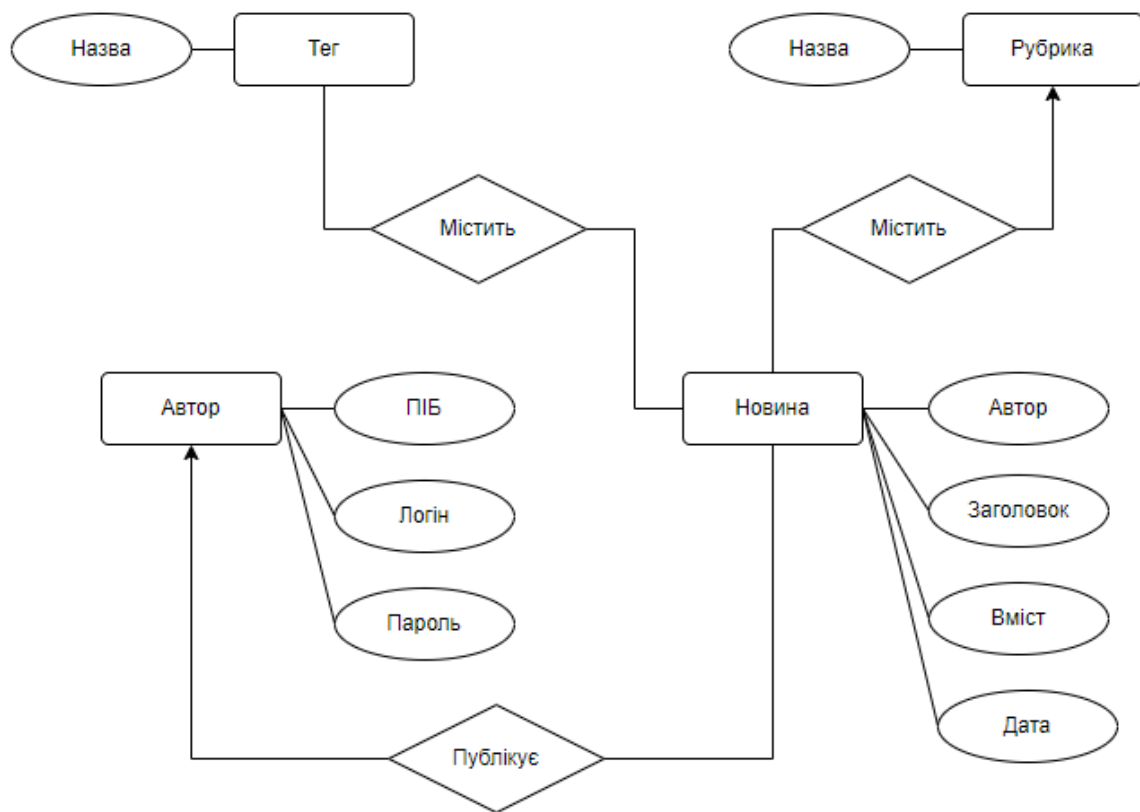 Назва
Тег
Назва
Рубрика
Містить
Містить
Автор
ПІБ
Новина
Автор
Логін
Заголовок
Пароль
Вміст
Публікує
Дата